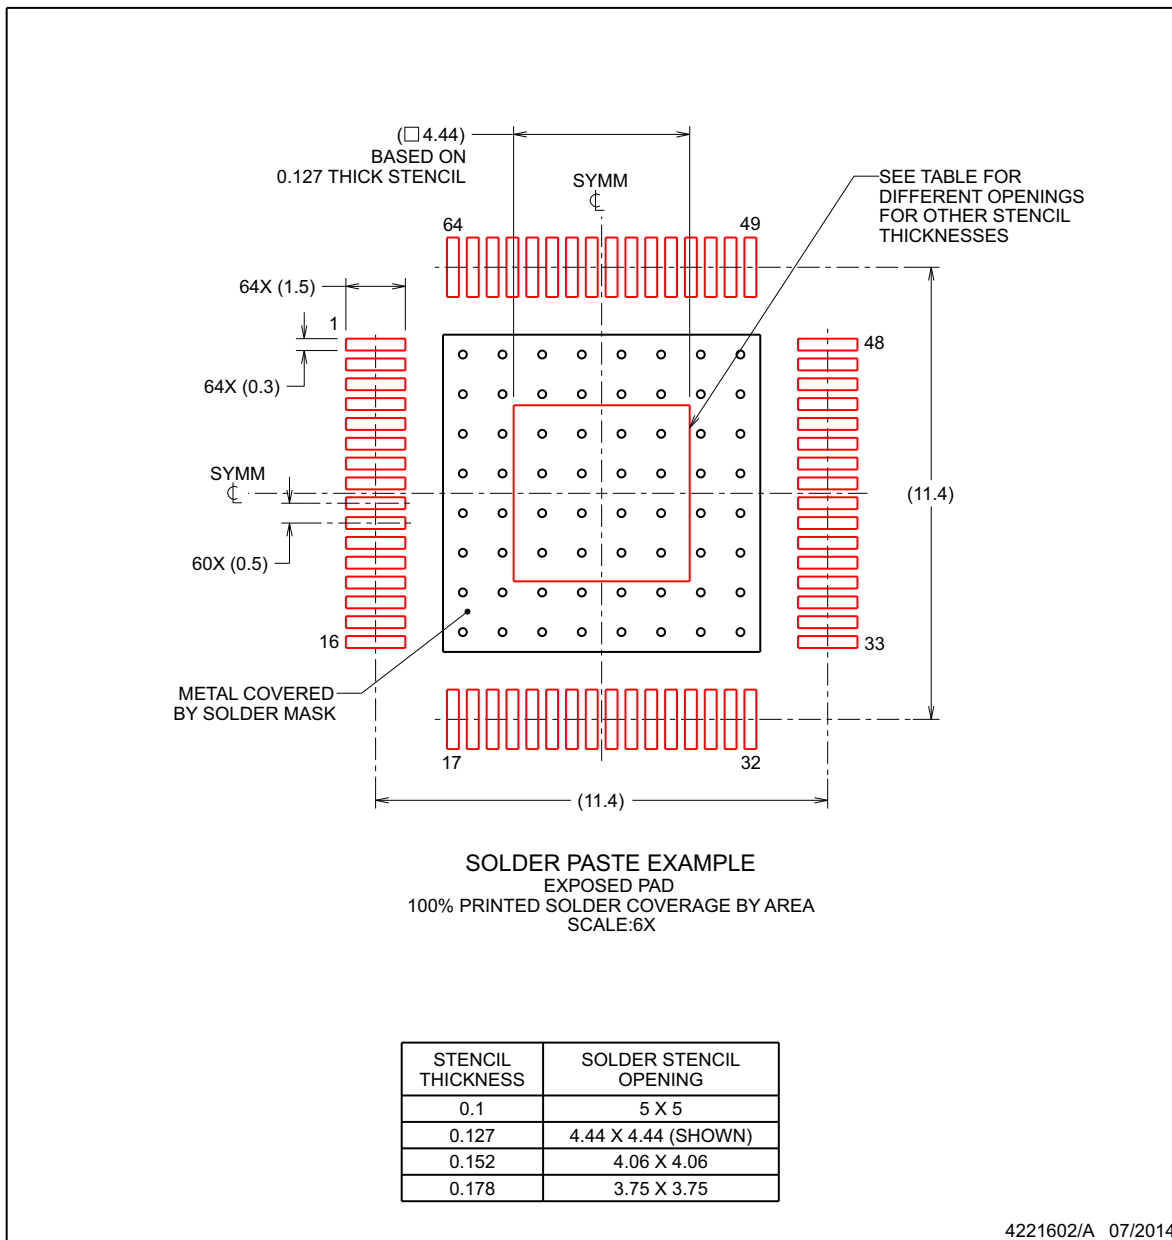 (□ 4.44)
BASED ON
0.127 THICK STENCIL
SYMM
℄
SEE TABLE FOR
DIFFERENT OPENINGS
FOR OTHER STENCIL
THICKNESSES
64
49
64X (1.5)
1
48
64X (0.3)
SYMM
℄
(11.4)
60X (0.5)
16
33
METAL COVERED
BY SOLDER MASK
17
32
(11.4)
SOLDER PASTE EXAMPLE
EXPOSED PAD
100% PRINTED SOLDER COVERAGE BY AREA
SCALE:6X
STENCIL THICKNESS | SOLDER STENCIL OPENING
0.1 | 5 X 5
0.127 | 4.44 X 4.44 (SHOWN)
0.152 | 4.06 X 4.06
0.178 | 3.75 X 3.75
4221602/A 07/2014